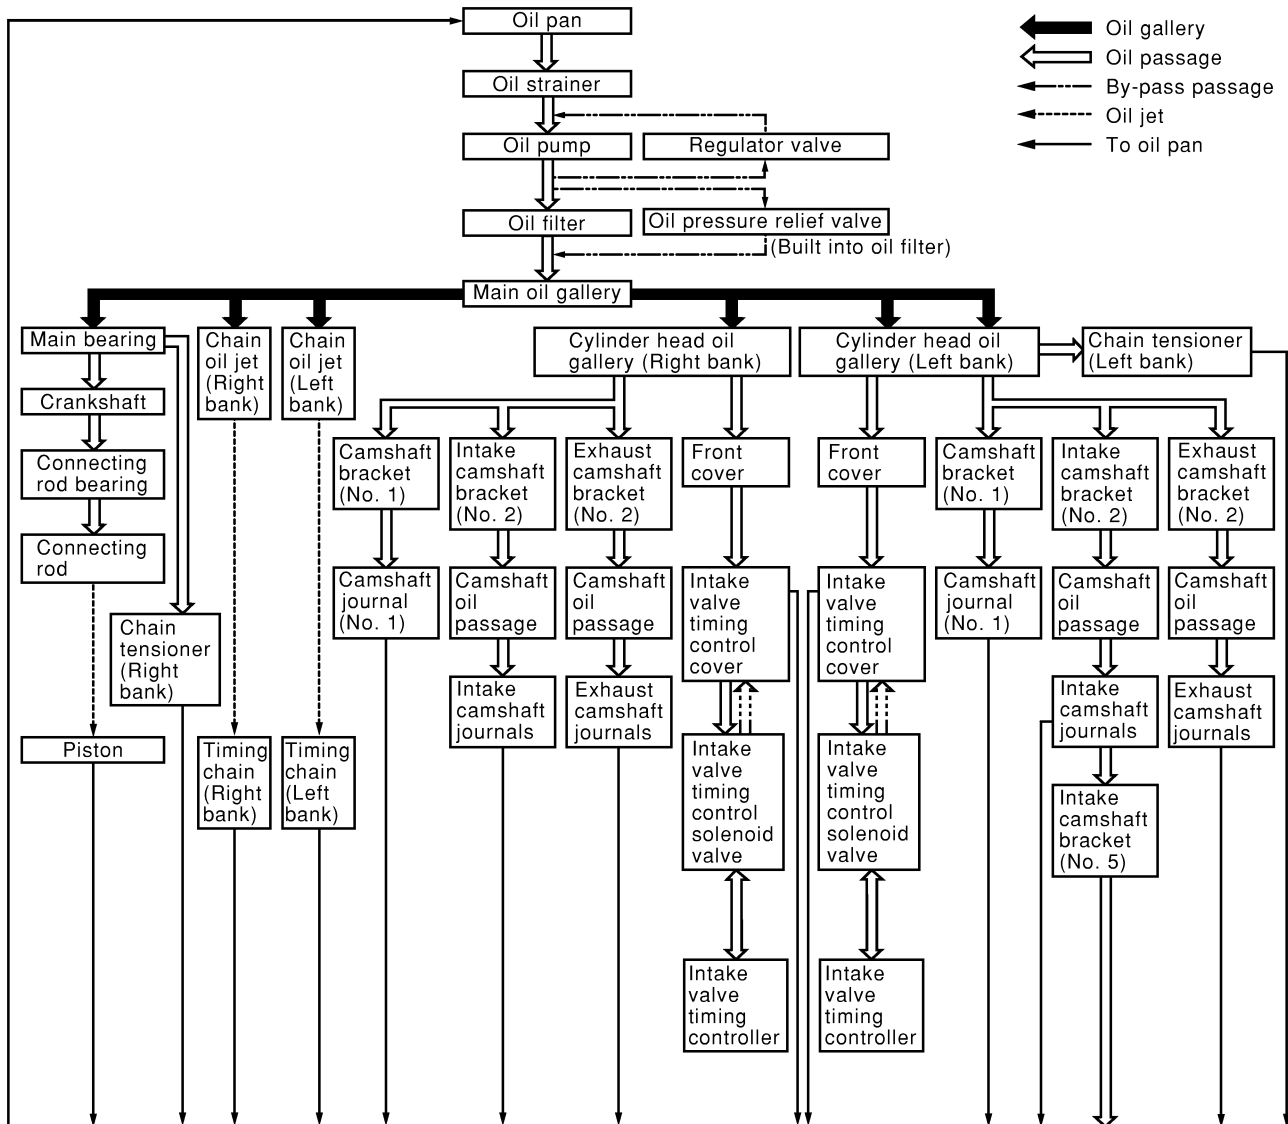 Oil pan
Oil strainer
Oil pump
Regulator valve
Oil filter
Oil pressure relief valve
(Built into oil filter)
Main oil gallery
Oil gallery
Oil passage
By-pass passage
Oil jet
To oil pan
Main bearing
Crankshaft
Connecting
rod bearing
Connecting
rod
Piston
Chain
tensioner
(Right
bank)
Chain
oil jet
(Right
bank)
Timing
chain
(Right
bank)
Chain
oil jet
(Left
bank)
Timing
chain
(Left
bank)
Cylinder head oil
gallery (Right bank)
Camshaft
bracket
(No. 1)
Camshaft
journal
(No. 1)
Intake
camshaft
bracket
(No. 2)
Camshaft
oil
passage
Intake
camshaft
journals
Exhaust
camshaft
bracket
(No. 2)
Camshaft
oil
passage
Exhaust
camshaft
journals
Front
cover
Intake
valve
timing
control
cover
Intake
valve
timing
control
solenoid
valve
Intake
valve
timing
controller
Cylinder head oil
gallery (Left bank)
Chain tensioner
(Left bank)
Front
cover
Intake
valve
timing
control
cover
Intake
valve
timing
control
solenoid
valve
Intake
valve
timing
controller
Camshaft
bracket
(No. 1)
Camshaft
journal
(No. 1)
Intake
camshaft
bracket
(No. 2)
Camshaft
oil
passage
Intake
camshaft
journals
Intake
camshaft
bracket
(No. 5)
Exhaust
camshaft
bracket
(No. 2)
Camshaft
oil
passage
Exhaust
camshaft
journals